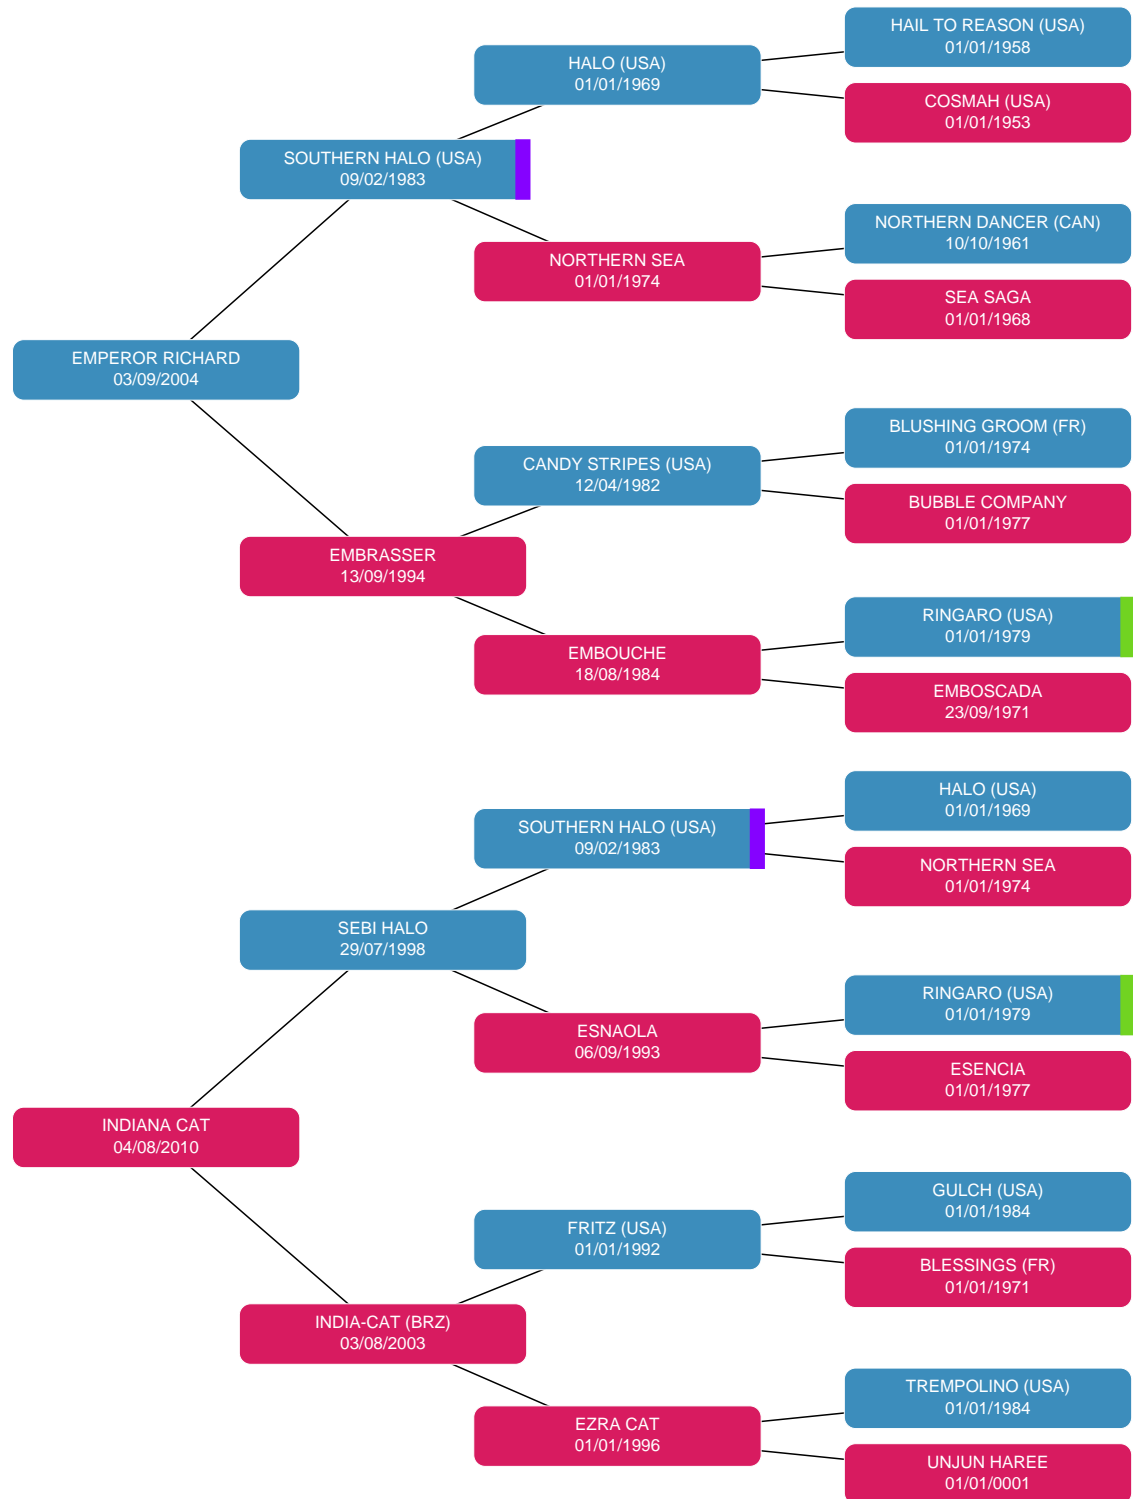 HAIL TO REASON (USA)
01/01/1958
HALO (USA)
01/01/1969
COSMAH (USA)
01/01/1953
SOUTHERN HALO (USA)
09/02/1983
NORTHERN DANCER (CAN)
10/10/1961
NORTHERN SEA
01/01/1974
SEA SAGA
01/01/1968
EMPEROR RICHARD
03/09/2004
BLUSHING GROOM (FR)
01/01/1974
CANDY STRIPES (USA)
12/04/1982
BUBBLE COMPANY
01/01/1977
EMBRASSER
13/09/1994
RINGARO (USA)
01/01/1979
EMBOUCHE
18/08/1984
EMBOSCADA
23/09/1971
HALO (USA)
01/01/1969
SOUTHERN HALO (USA)
09/02/1983
NORTHERN SEA
01/01/1974
SEBI HALO
29/07/1998
RINGARO (USA)
01/01/1979
ESNAOLA
06/09/1993
ESENCIA
01/01/1977
INDIANA CAT
04/08/2010
GULCH (USA)
01/01/1984
FRITZ (USA)
01/01/1992
BLESSINGS (FR)
01/01/1971
INDIA-CAT (BRZ)
03/08/2003
TREMPOLINO (USA)
01/01/1984
EZRA CAT
01/01/1996
UNJUN HAREE
01/01/0001